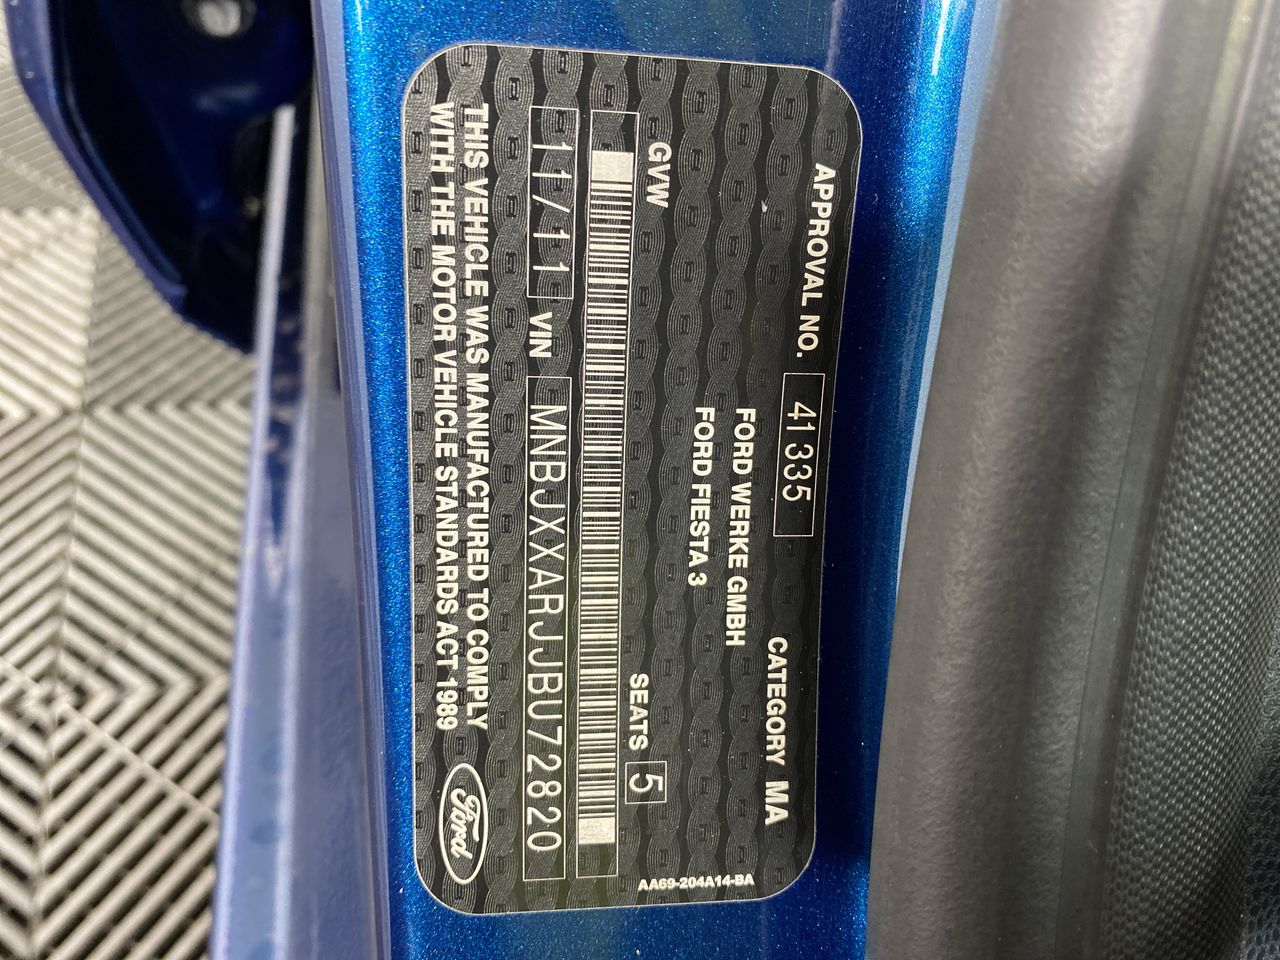 APPROVAL NO. 41335
CATEGORY MA
FORD WERKE GMBH
FORD FIESTA 3
GVW
SEATS 5
11/11 VIN MNBJXXARJJBU72820
THIS VEHICLE WAS MANUFACTURED TO COMPLY
WITH THE MOTOR VEHICLE STANDARDS ACT 1989
Ford
AA69-204A14-BA